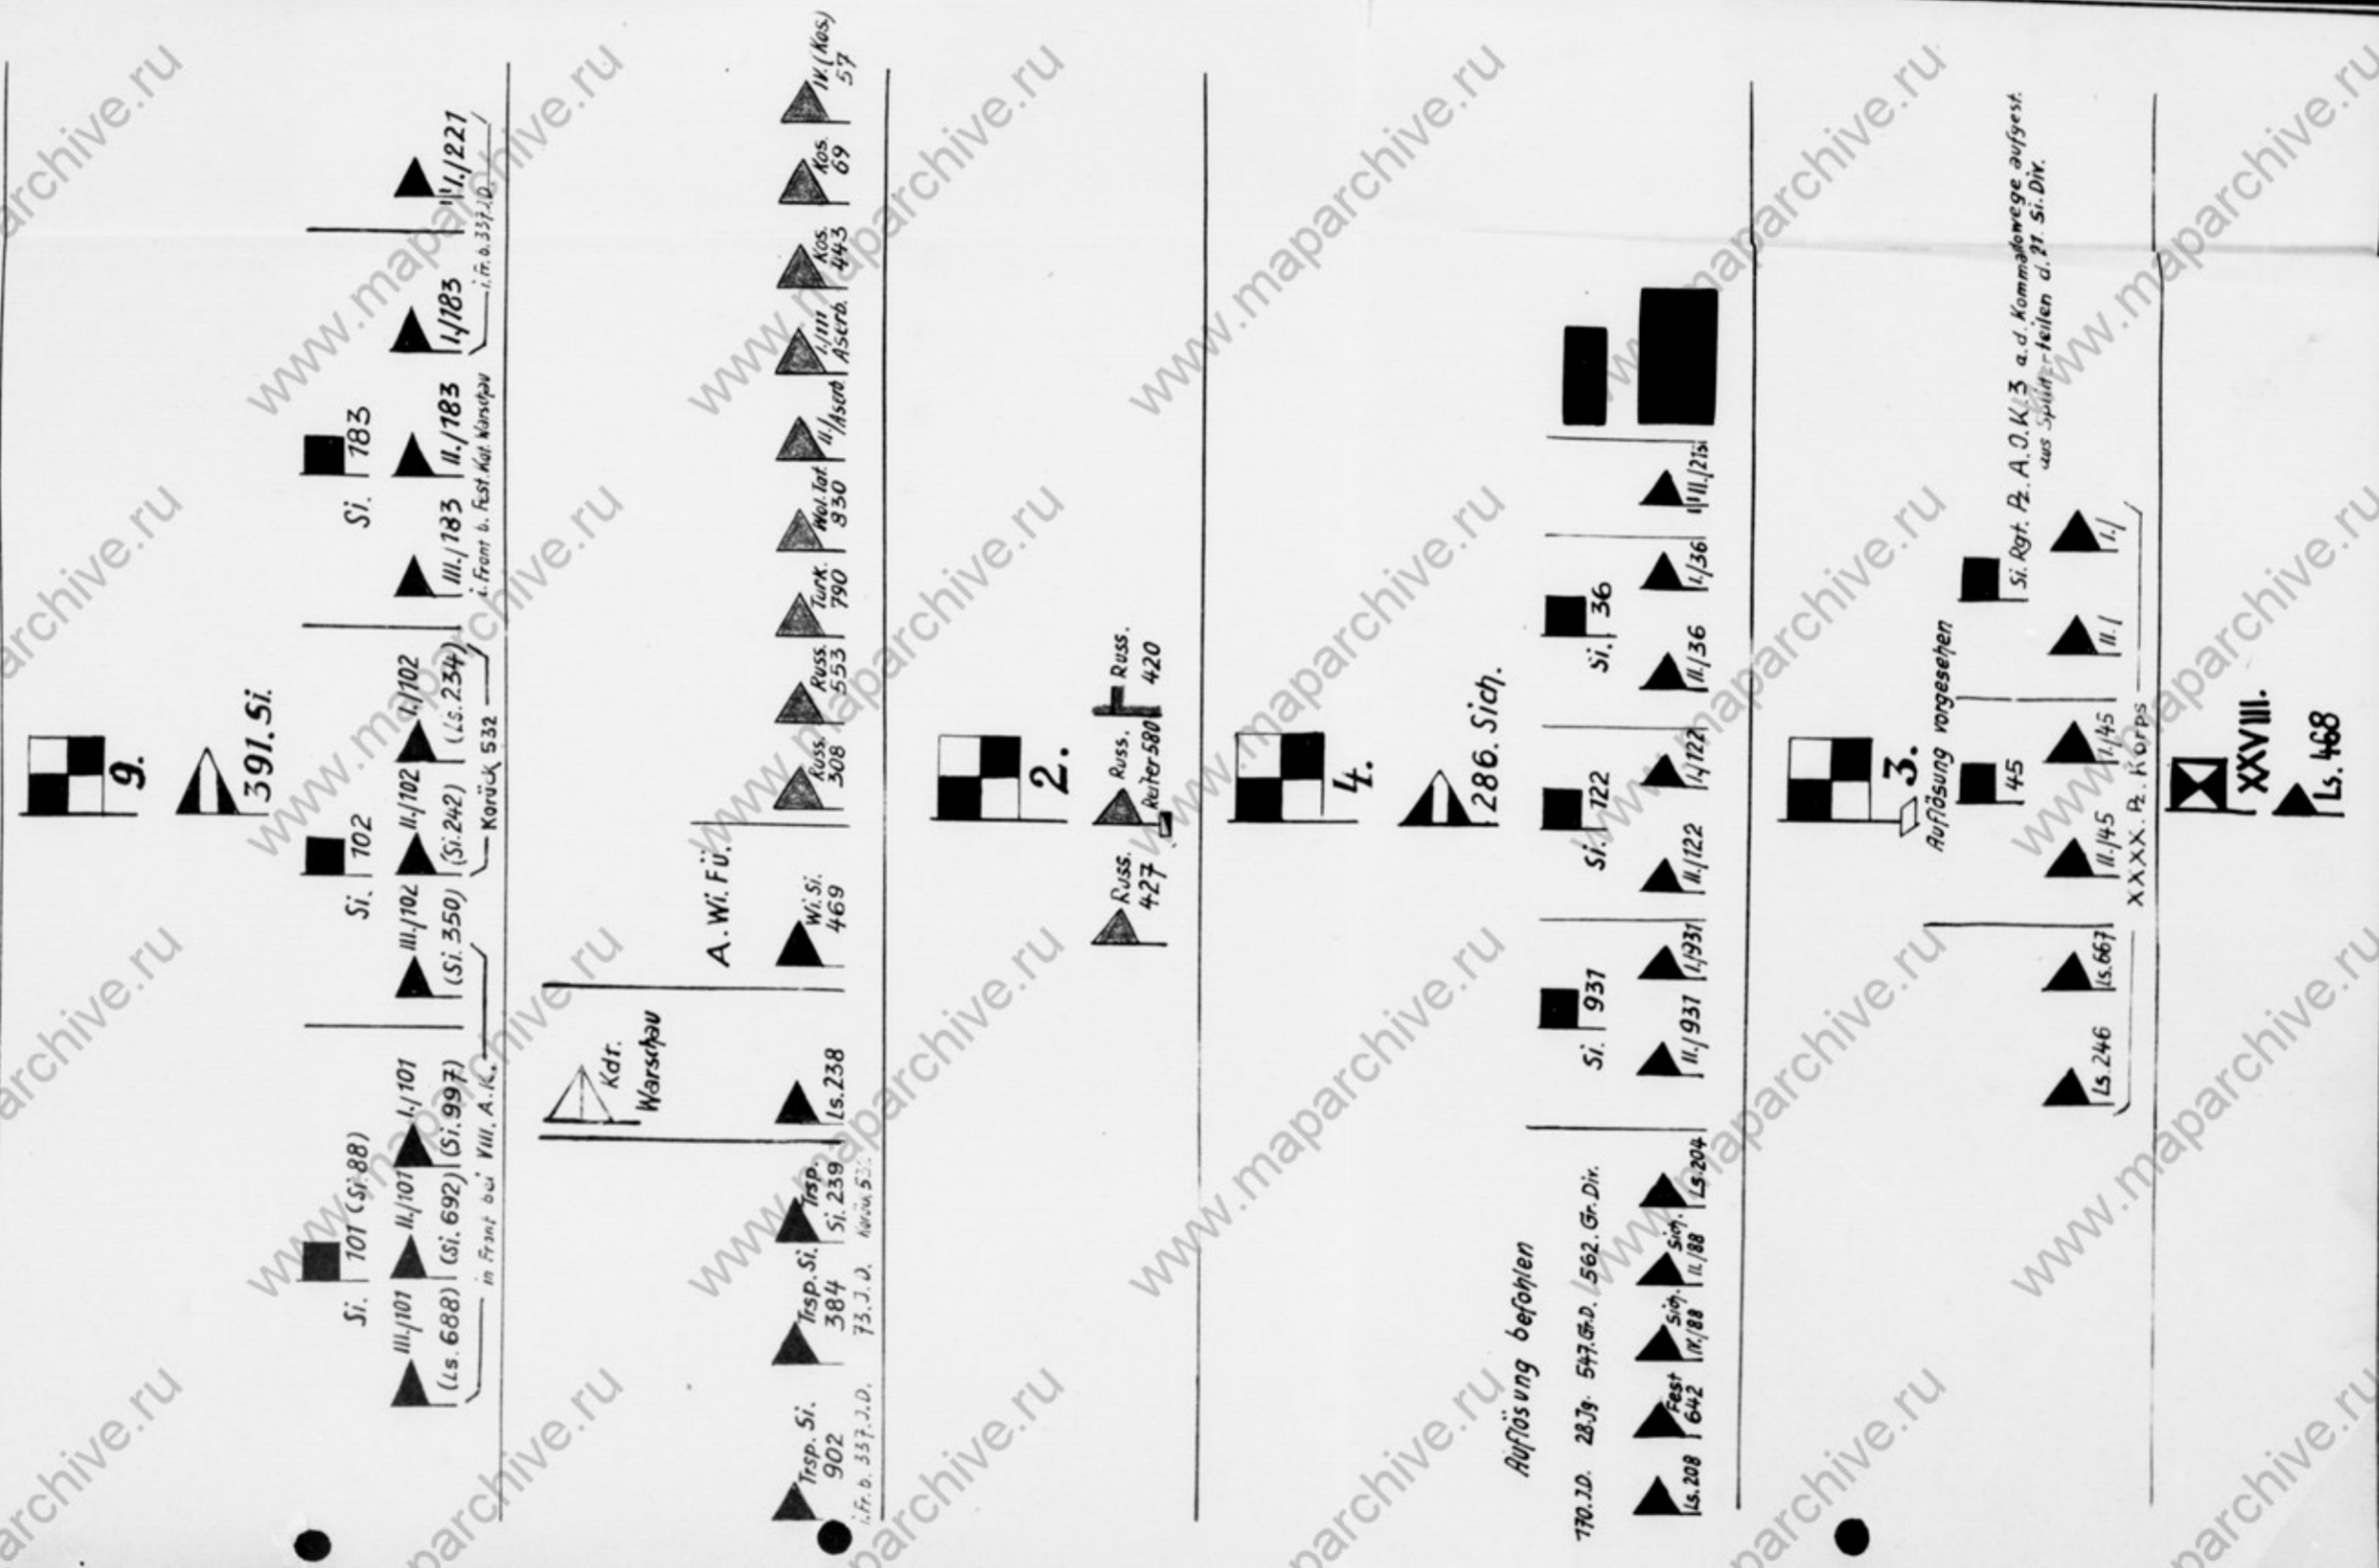 9.
391. Si.
Si. 101 (Si. 88)
Si. 102
Si. 183
III./101
II./101
I./101
III./102
II./102
I./102
III./183
II./183
I./183
I./221
(Ls. 688)
(Si. 692)
(Si. 997)
(Si. 350)
(Si. 242)
(Ls. 234)
in Front bei VIII. A.K.
Korück 532
i. Front b. Fest. Kdt. Warschau
i. Fr. b. 337. J.D.
Kdr.
Warschau
A. Wi. Fü.
Trsp. Si.
902
Trsp. Si.
384
Trsp.
Si. 239
Ls. 238
Wi. Si.
469
Russ.
308
Russ.
553
Turk.
790
Wol. Tat.
830
II./Aserb.
I./111
Aserb.
Kos.
443
Kos.
69
IV. (Kos.)
57
i. Fr. b. 337. J.D.
73. J.D.
Korück
2.
Russ.
427
Russ.
Reiter 580
Russ.
420
4.
286. Sich.
Auflösung befohlen
Si. 931
Si. 122
Si. 36
170. J.D.
28. Jg.
547. Gr.D.
562. Gr. Div.
Ls. 208
Fest
642
Sich.
IV./88
Sich.
II./88
Ls. 204
II./931
I./931
II./122
I./122
II./36
I./36
3.
Auflösung vorgesehen
45
Si. Rgt. Pz. A.O.K. 3 a. d. Kommandowege aufgest.
aus Splitterteilen d. 21. Si. Div.
Ls. 246
Ls. 667
II./45
I./45
II./
I./
XXXX. Pz. Korps
XXVIII.
Ls. 468
www.maparchive.ru